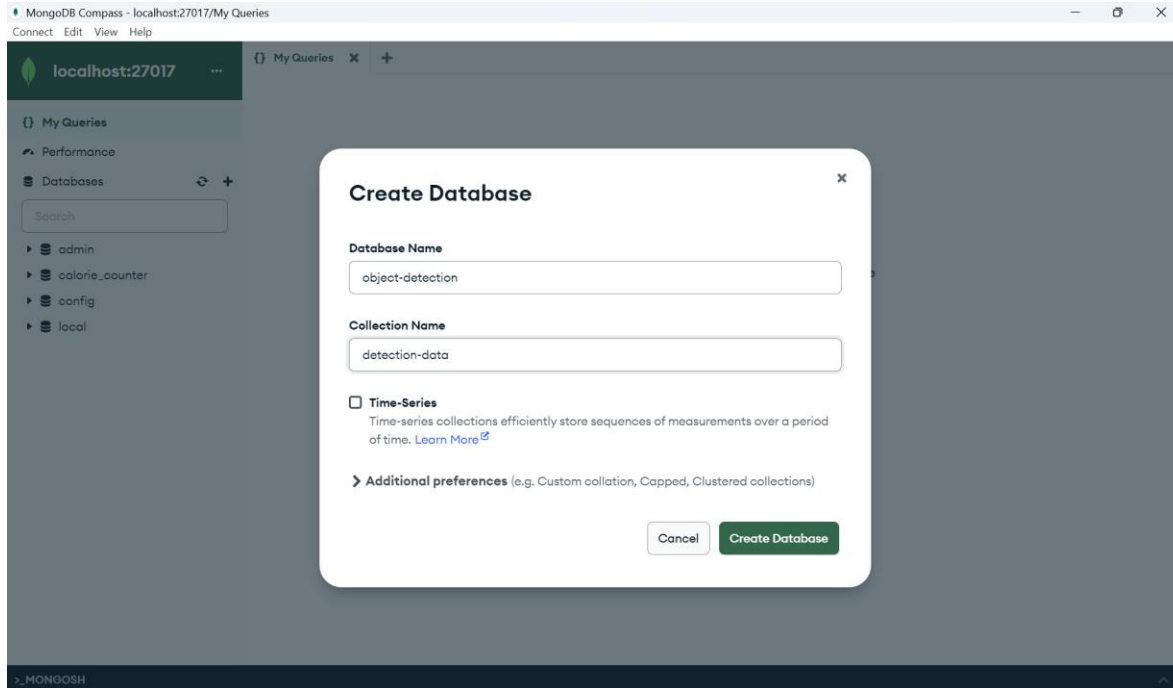 MongoDB Compass - localhost:27017/My Queries
Connect Edit View Help
localhost:27017 ...
{} My Queries
{} My Queries
Performance
Databases
Search
admin
calorie_counter
config
local
Create Database
Database Name
object-detection
Collection Name
detection-data
Time-Series
Time-series collections efficiently store sequences of measurements over a period
of time. Learn More
Additional preferences (e.g. Custom collation, Capped, Clustered collections)
Cancel
Create Database
>_MONGOSH